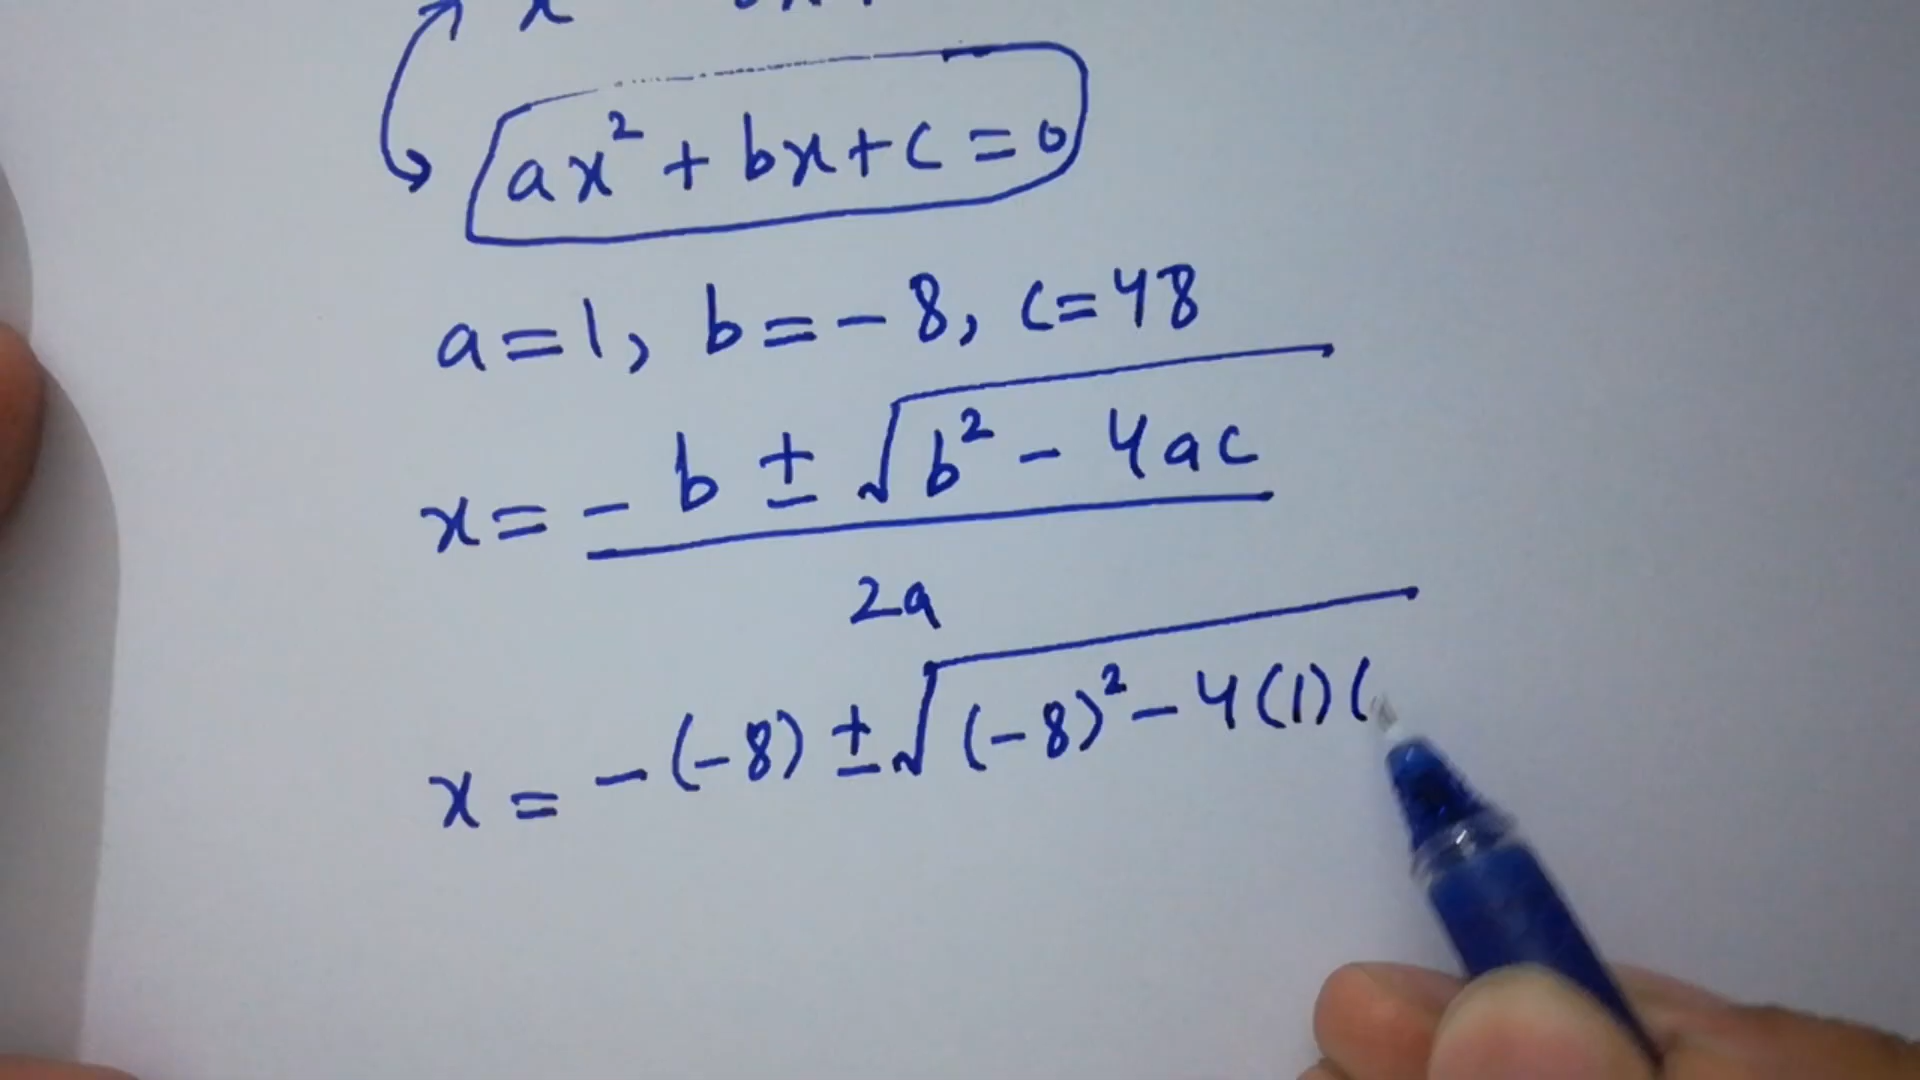 x
ax² + bx + c = 0
a = 1, b = - 8, c = 48
x = - b ± √b² - 4ac
2a
x = - (-8) ± √(-8)² - 4(1)(